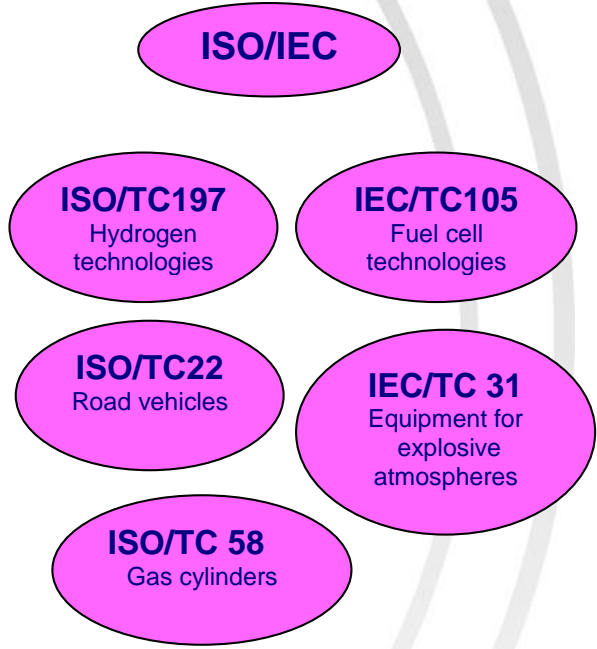 ISO/IEC
ISO/TC197
Hydrogen
technologies
IEC/TC105
Fuel cell
technologies
ISO/TC22
Road vehicles
IEC/TC 31
Equipment for
explosive
atmospheres
ISO/TC 58
Gas cylinders